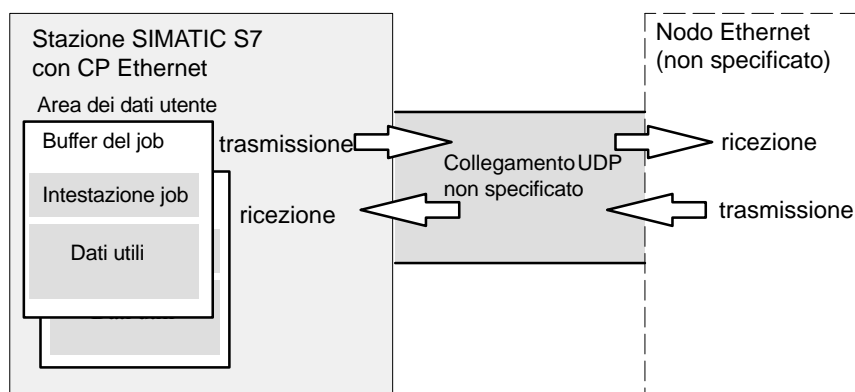 Stazione SIMATIC S7
con CP Ethernet
Nodo Ethernet
(non specificato)
Area dei dati utente
Buffer del job
trasmissione
ricezione
Collegamento UDP
non specificato
Intestazione job
ricezione
trasmissione
Dati utili